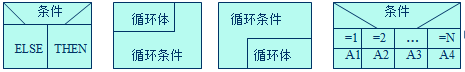 条件
ELSE THEN
循环体
循环条件
循环条件
循环体
条件
=1 =2 … =N
A1 A2 A3 A4